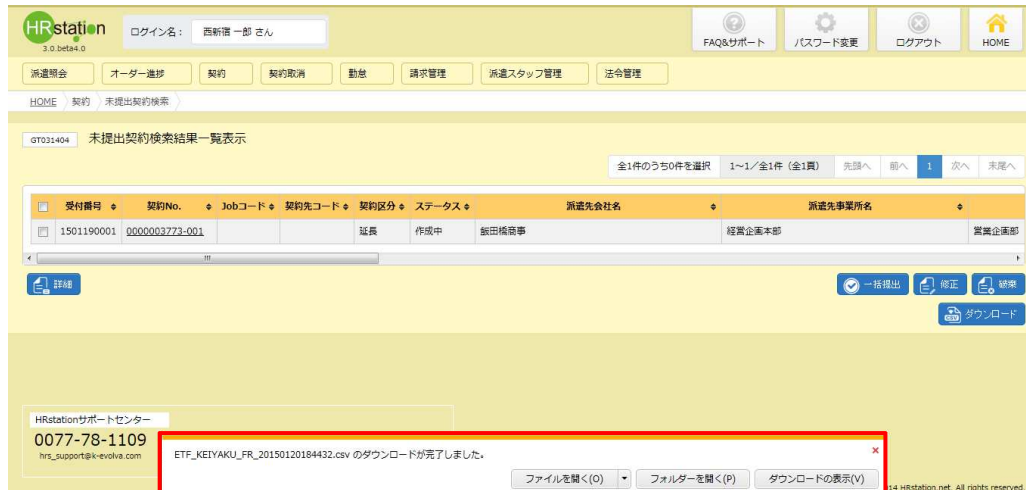 HRstation
3.0.beta4.0
ログイン名： 西新宿 一郎 さん
FAQ&サポート パスワード変更 ログアウト HOME
派遣照会 オーダー進捗 契約 契約取消 勤怠 請求管理 派遣スタッフ管理 法令管理
HOME 契約 未提出契約検索
GT031404 未提出契約検索結果一覧表示
全1件のうち0件を選択 1～1／全1件（全1頁） 先頭へ 前へ 1 次へ 末尾へ
受付番号 契約No. Jobコード 契約先コード 契約区分 ステータス 派遣先会社名 派遣先事業所名
1501190001 0000003773-001 延長 作成中 飯田橋商事 経営企画本部 営業企画部
詳細 一括提出 修正 破棄
ダウンロード
HRstationサポートセンター
0077-78-1109
hrs_support@k-evolva.com
ETF_KEIYAKU_FR_20150120184432.csv のダウンロードが完了しました。
ファイルを開く(O) フォルダーを開く(P) ダウンロードの表示(V)
14 HRstation.net. All rights reserved.